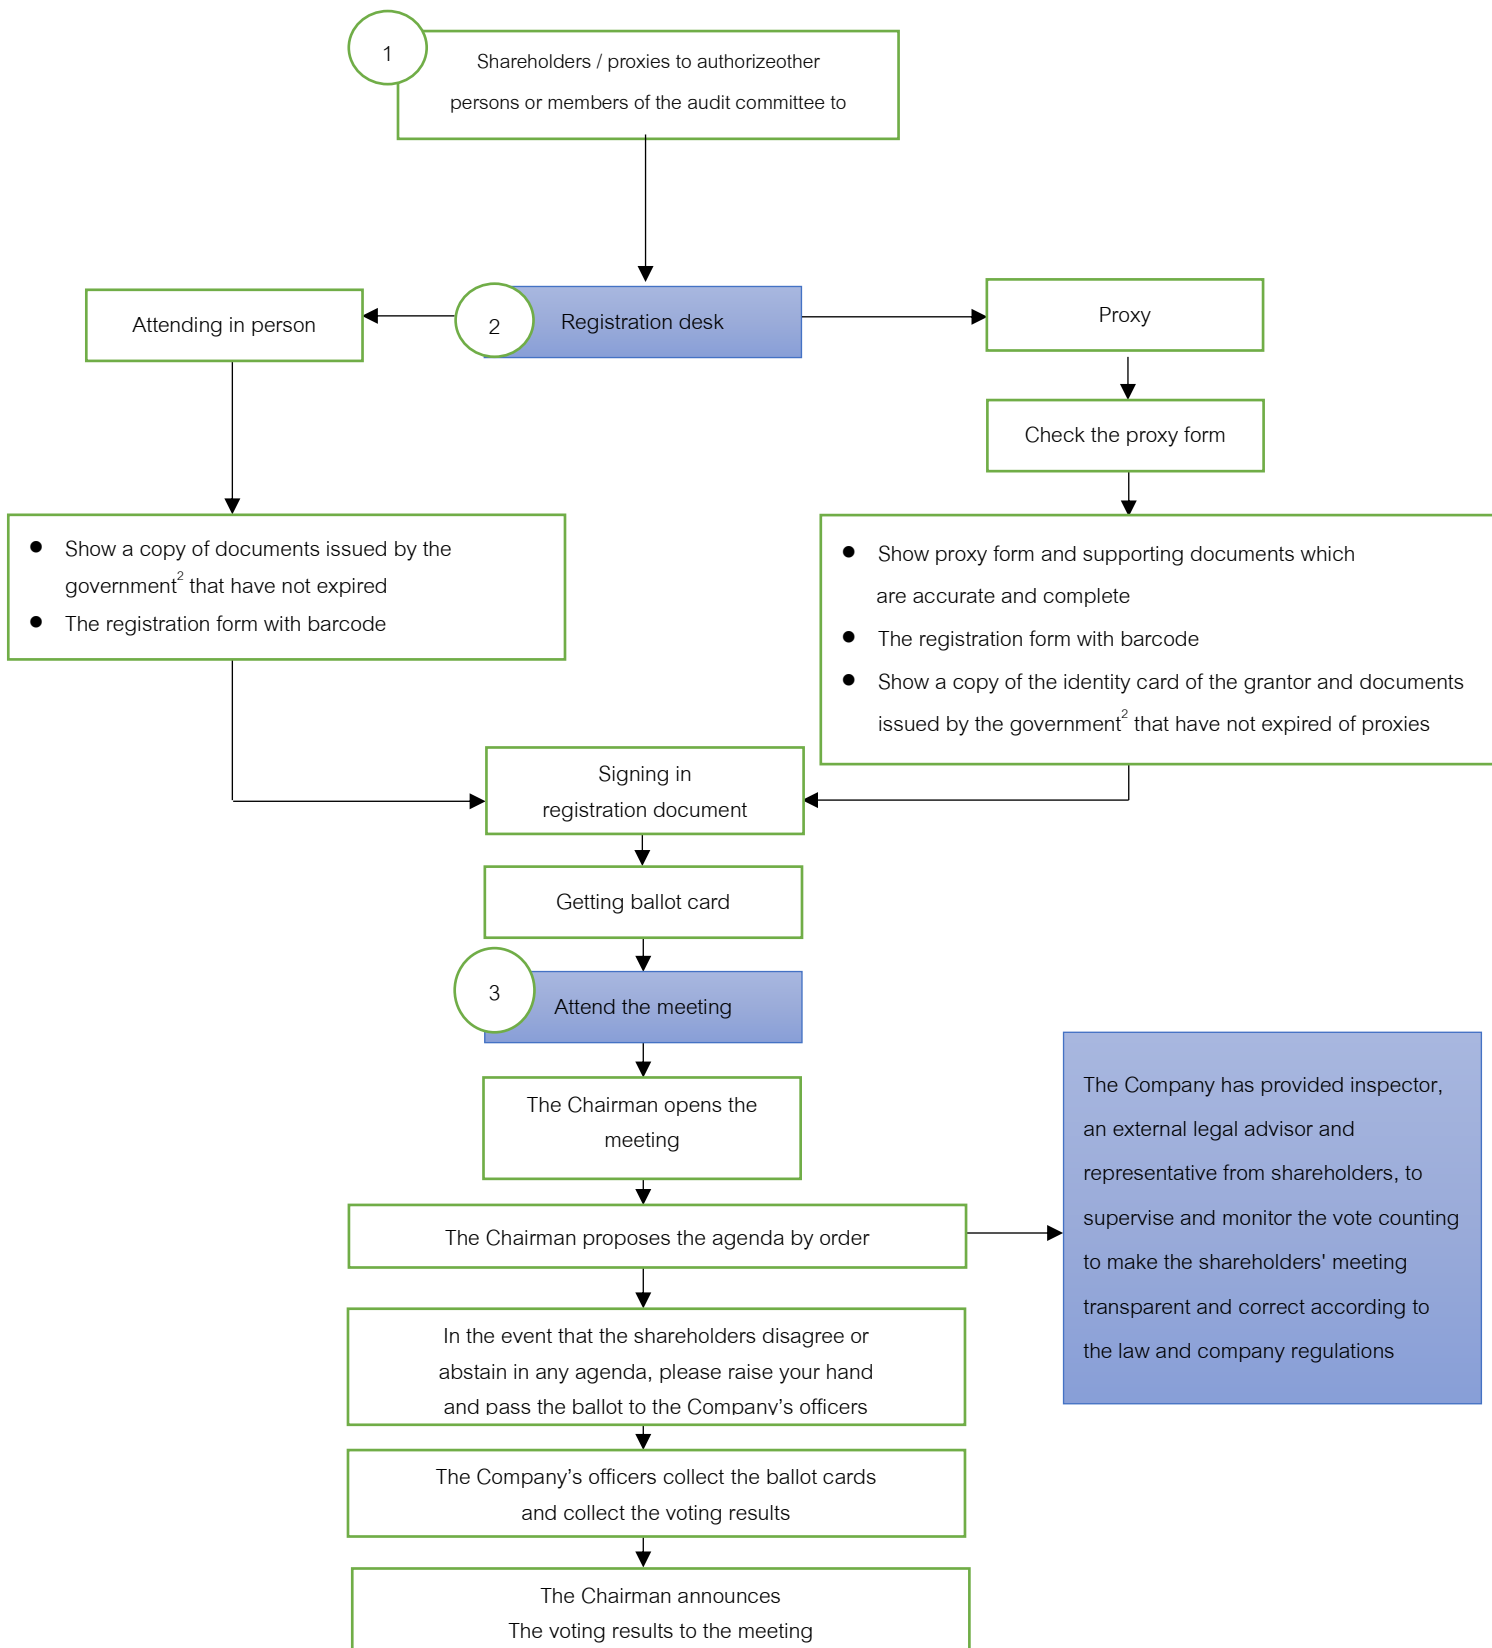 1
Shareholders / proxies to authorizeother
persons or members of the audit committee to
Attending in person
2
Registration desk
Proxy
Check the proxy form
● Show a copy of documents issued by the
government² that have not expired
● The registration form with barcode
● Show proxy form and supporting documents which
are accurate and complete
● The registration form with barcode
● Show a copy of the identity card of the grantor and documents
issued by the government² that have not expired of proxies
Signing in
registration document
Getting ballot card
3
Attend the meeting
The Chairman opens the
meeting
The Chairman proposes the agenda by order
The Company has provided inspector,
an external legal advisor and
representative from shareholders, to
supervise and monitor the vote counting
to make the shareholders' meeting
transparent and correct according to
the law and company regulations
In the event that the shareholders disagree or
abstain in any agenda, please raise your hand
and pass the ballot to the Company’s officers
The Company’s officers collect the ballot cards
and collect the voting results
The Chairman announces
The voting results to the meeting